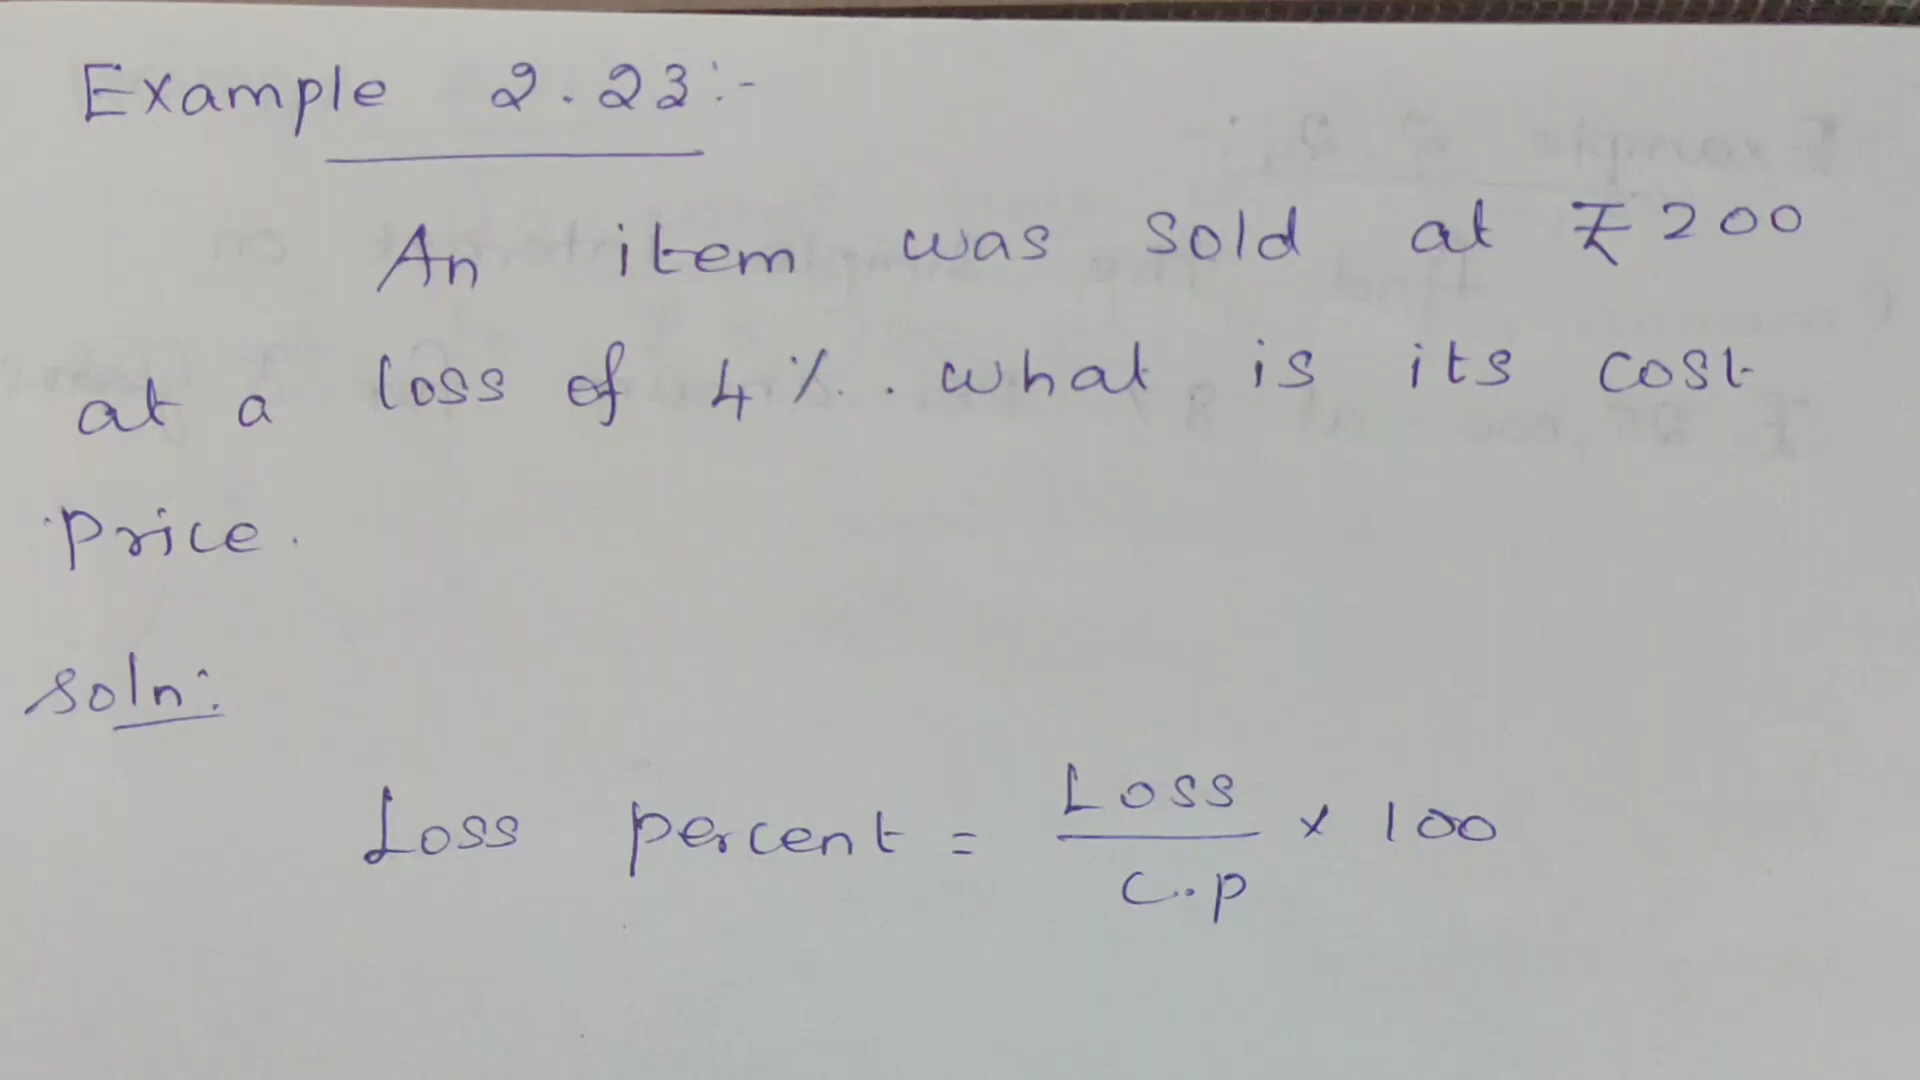 Example 2.23:-
An item was sold at ₹200
at a loss of 4%. what is its cost
price.
soln:
Loss percent = Loss / C.p × 100